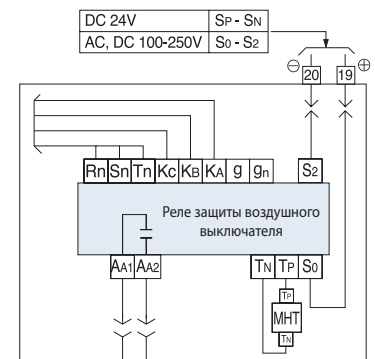 DC 24V SP - SN
AC, DC 100-250V S0 - S2
⊖ ⊕
20 19
Rn Sn Tn Kc KB KA g gn S2
Реле защиты воздушного
выключателя
AA1 AA2 TN TP S0
TP
МНТ
TN